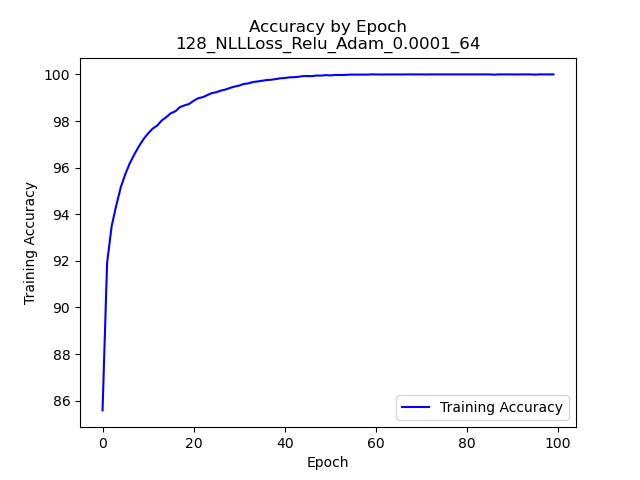 Accuracy by Epoch
128_NLLLoss_Relu_Adam_0.0001_64
100
98
96
94
92
90
88
86
Training Accuracy
Training Accuracy
0
20
40
60
80
100
Epoch